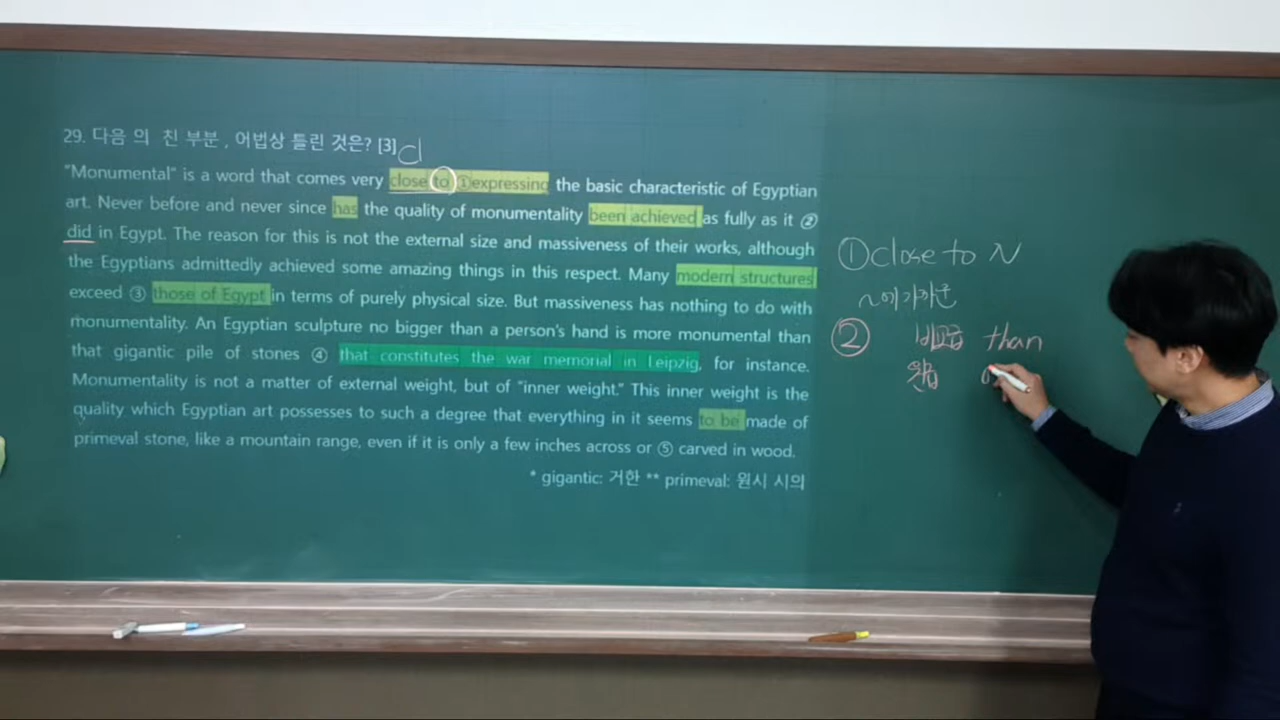 29. 다음 의 친 부분 , 어법상 틀린 것은? [3]
“Monumental” is a word that comes very close to ①expressing the basic characteristic of Egyptian
art. Never before and never since has the quality of monumentality been achieved as fully as it ②
did in Egypt. The reason for this is not the external size and massiveness of their works, although
the Egyptians admittedly achieved some amazing things in this respect. Many modern structures
exceed ③ those of Egypt in terms of purely physical size. But massiveness has nothing to do with
monumentality. An Egyptian sculpture no bigger than a person’s hand is more monumental than
that gigantic pile of stones ④ that constitutes the war memorial in Leipzig, for instance.
Monumentality is not a matter of external weight, but of “inner weight.” This inner weight is the
quality which Egyptian art possesses to such a degree that everything in it seems to be made of
primeval stone, like a mountain range, even if it is only a few inches across or ⑤ carved in wood.
* gigantic: 거한 ** primeval: 원시 시의
①close to N
~에 가까운
② 비교급 than
원급